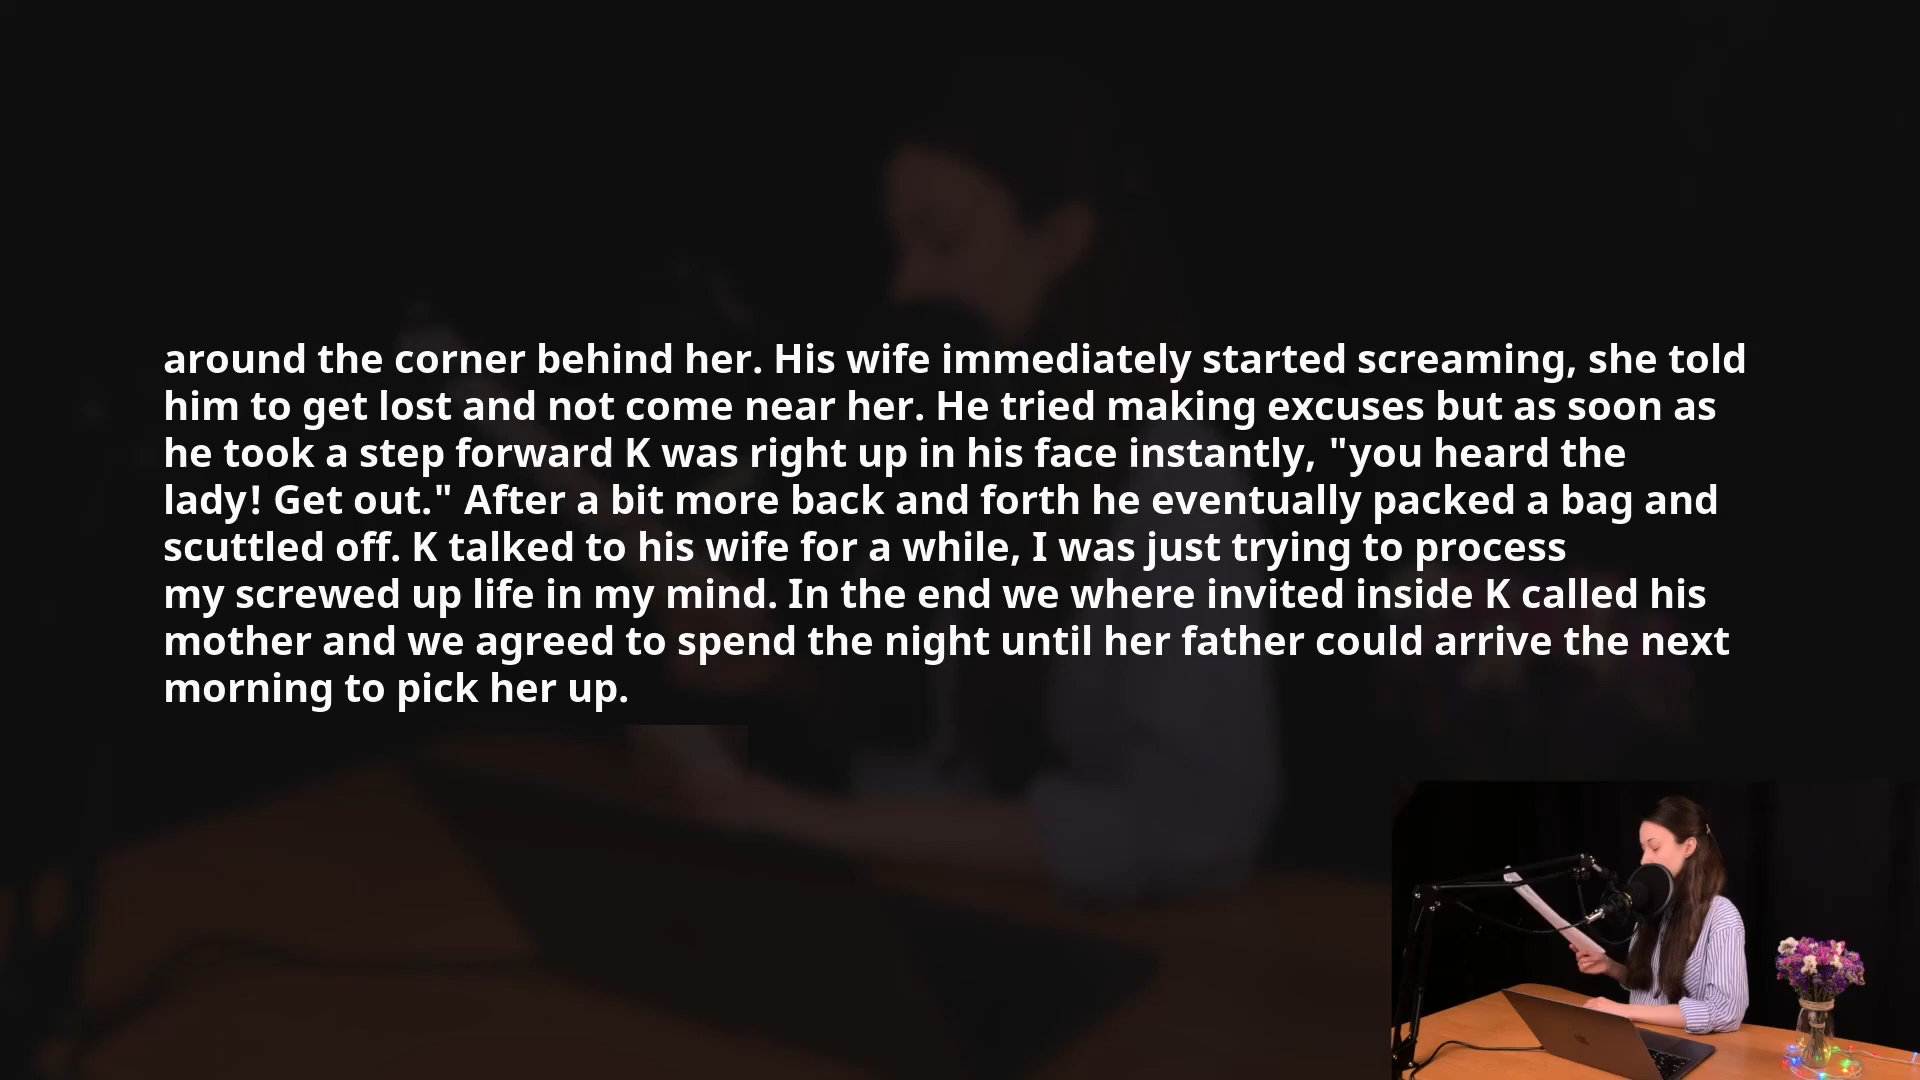 around the corner behind her. His wife immediately started screaming, she told
him to get lost and not come near her. He tried making excuses but as soon as
he took a step forward K was right up in his face instantly, "you heard the
lady! Get out." After a bit more back and forth he eventually packed a bag and
scuttled off. K talked to his wife for a while, I was just trying to process
my screwed up life in my mind. In the end we where invited inside K called his
mother and we agreed to spend the night until her father could arrive the next
morning to pick her up.